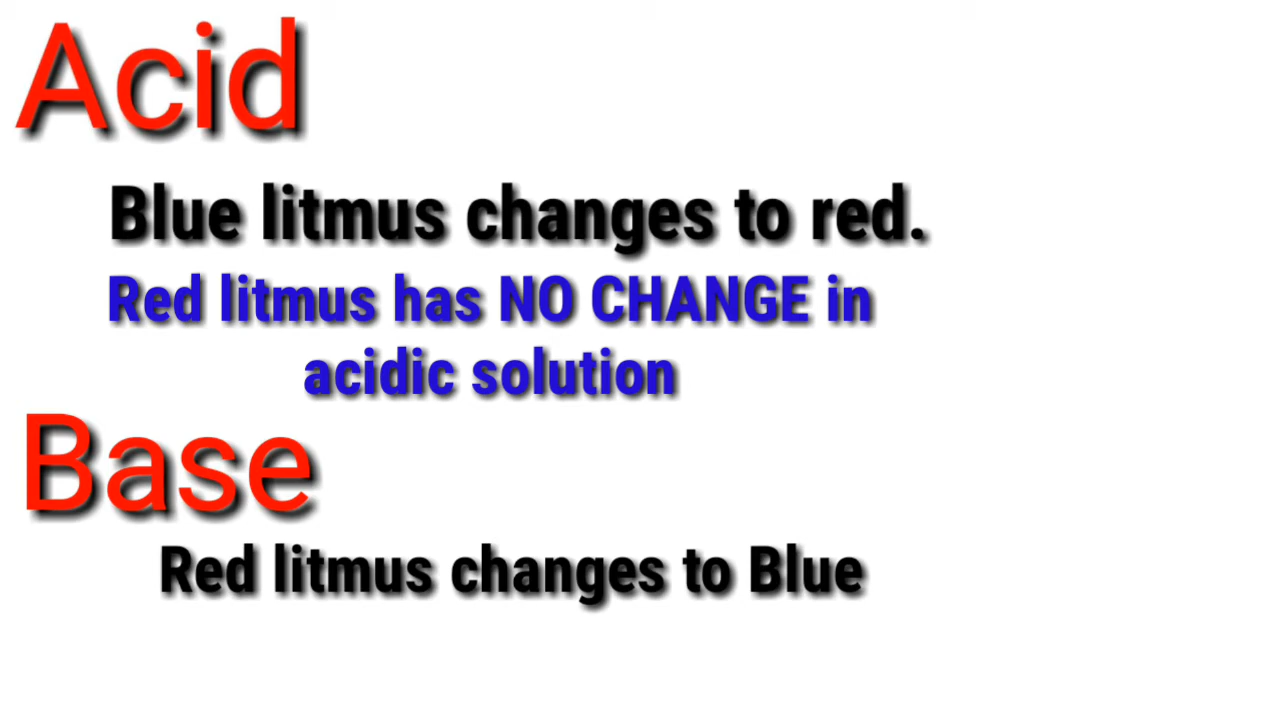 Acid
Blue litmus changes to red.
Red litmus has NO CHANGE in
acidic solution
Base
Red litmus changes to Blue